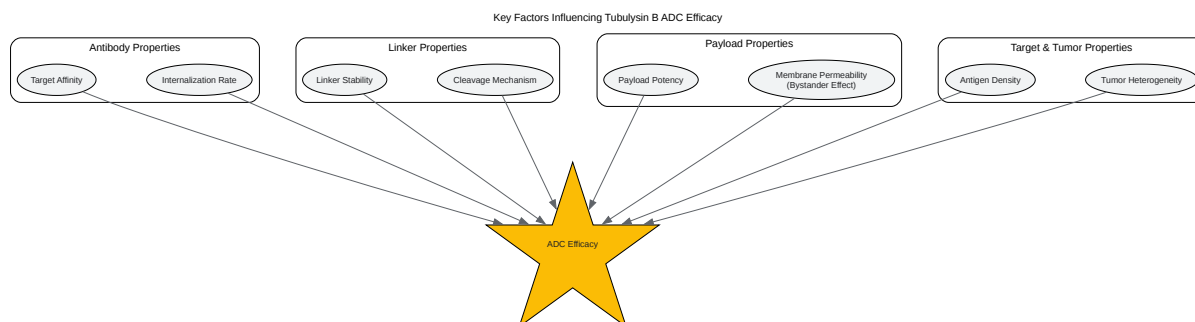 Key Factors Influencing Tubulysin B ADC Efficacy
Antibody Properties
Linker Properties
Payload Properties
Target & Tumor Properties
Target Affinity
Internalization Rate
Linker Stability
Cleavage Mechanism
Payload Potency
Membrane Permeability
(Bystander Effect)
Antigen Density
Tumor Heterogeneity
ADC Efficacy